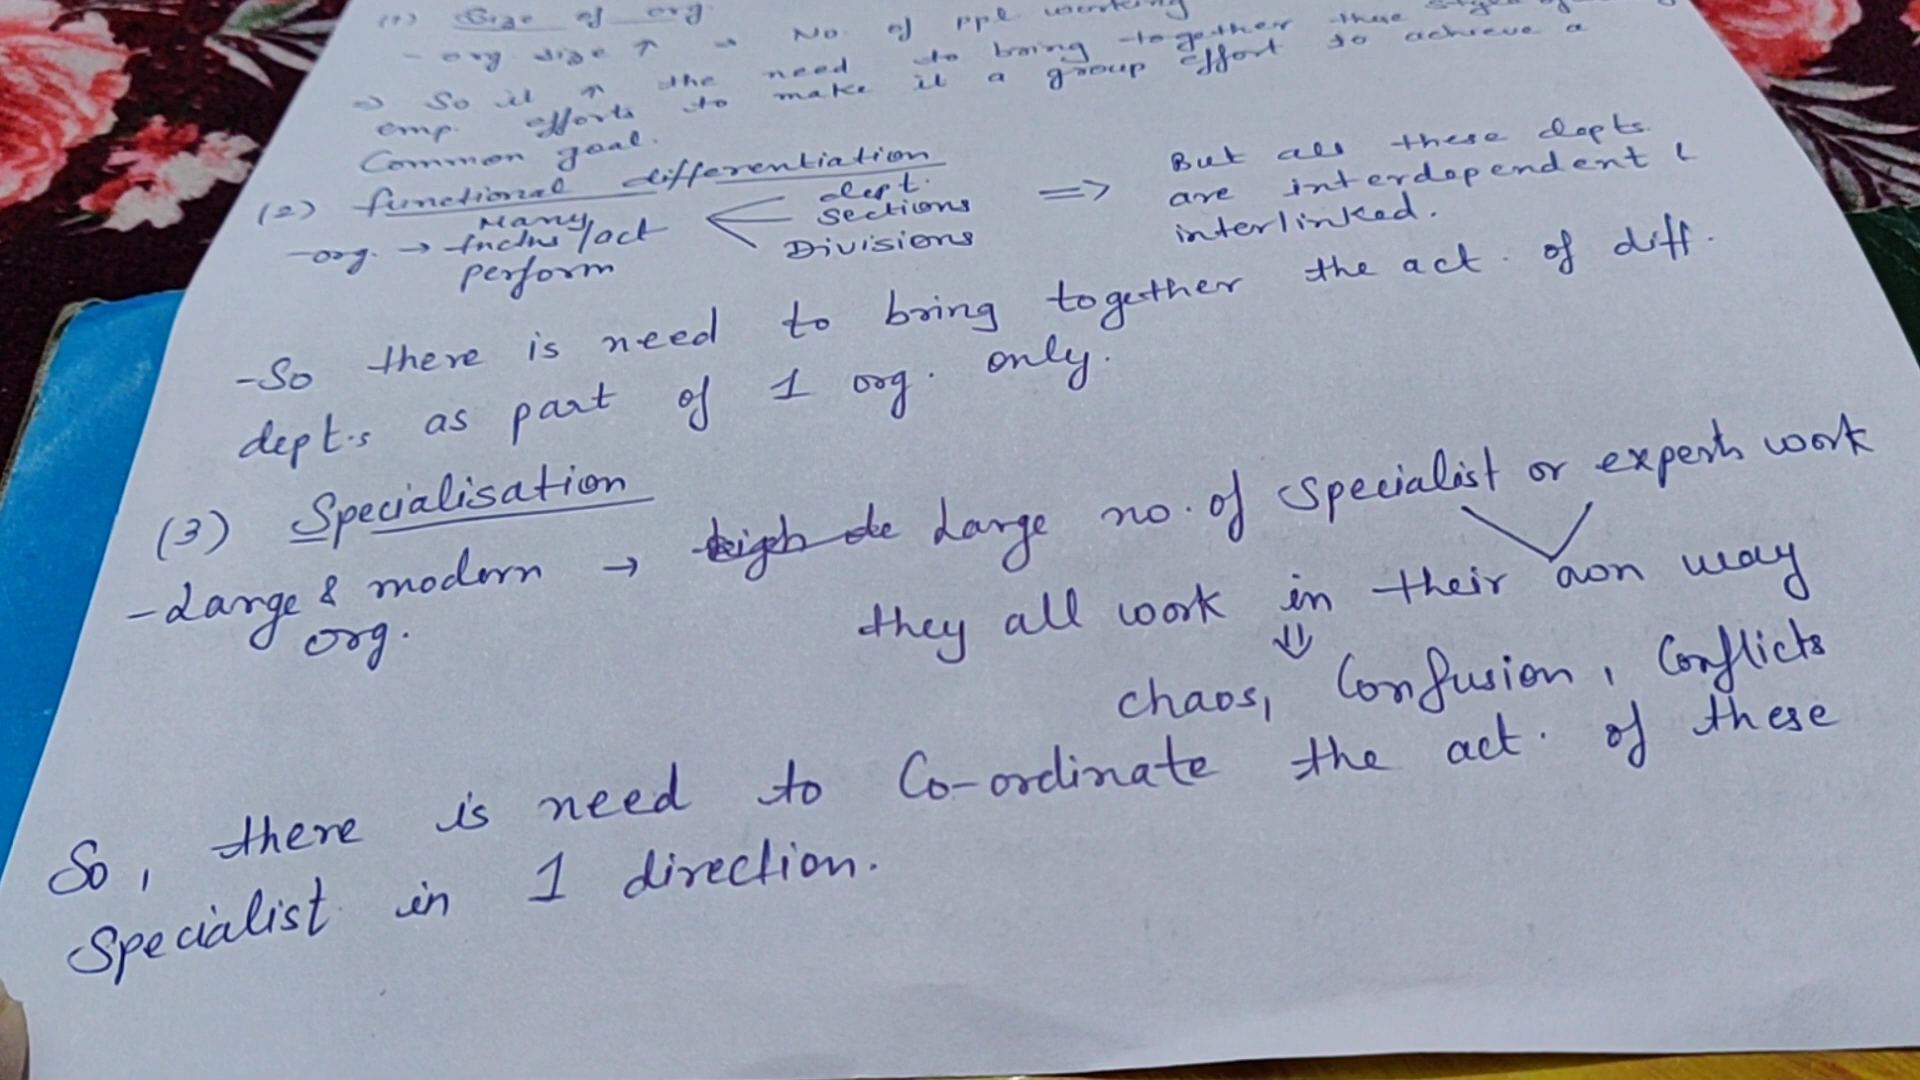 (1) Size of org
- org size ↑ → No. of ppl working
⇒ So it ↑ the need to bring together these
emp. efforts to make it a group effort to achieve a
Common goal.
(2) functional differentiation
- org. → Many functns/act perform
dept.
Sections
Divisions
⇒ But all these depts.
are interdependent &
interlinked.
- So there is need to bring together the act. of diff.
dept.s as part of 1 org. only.
(3) Specialisation
- Large & modern org. → Large no. of specialist or experts work
they all work in their own way
⇓
chaos, Confusion, Conflicts
So, there is need to Co-ordinate the act. of these
Specialist in 1 direction.